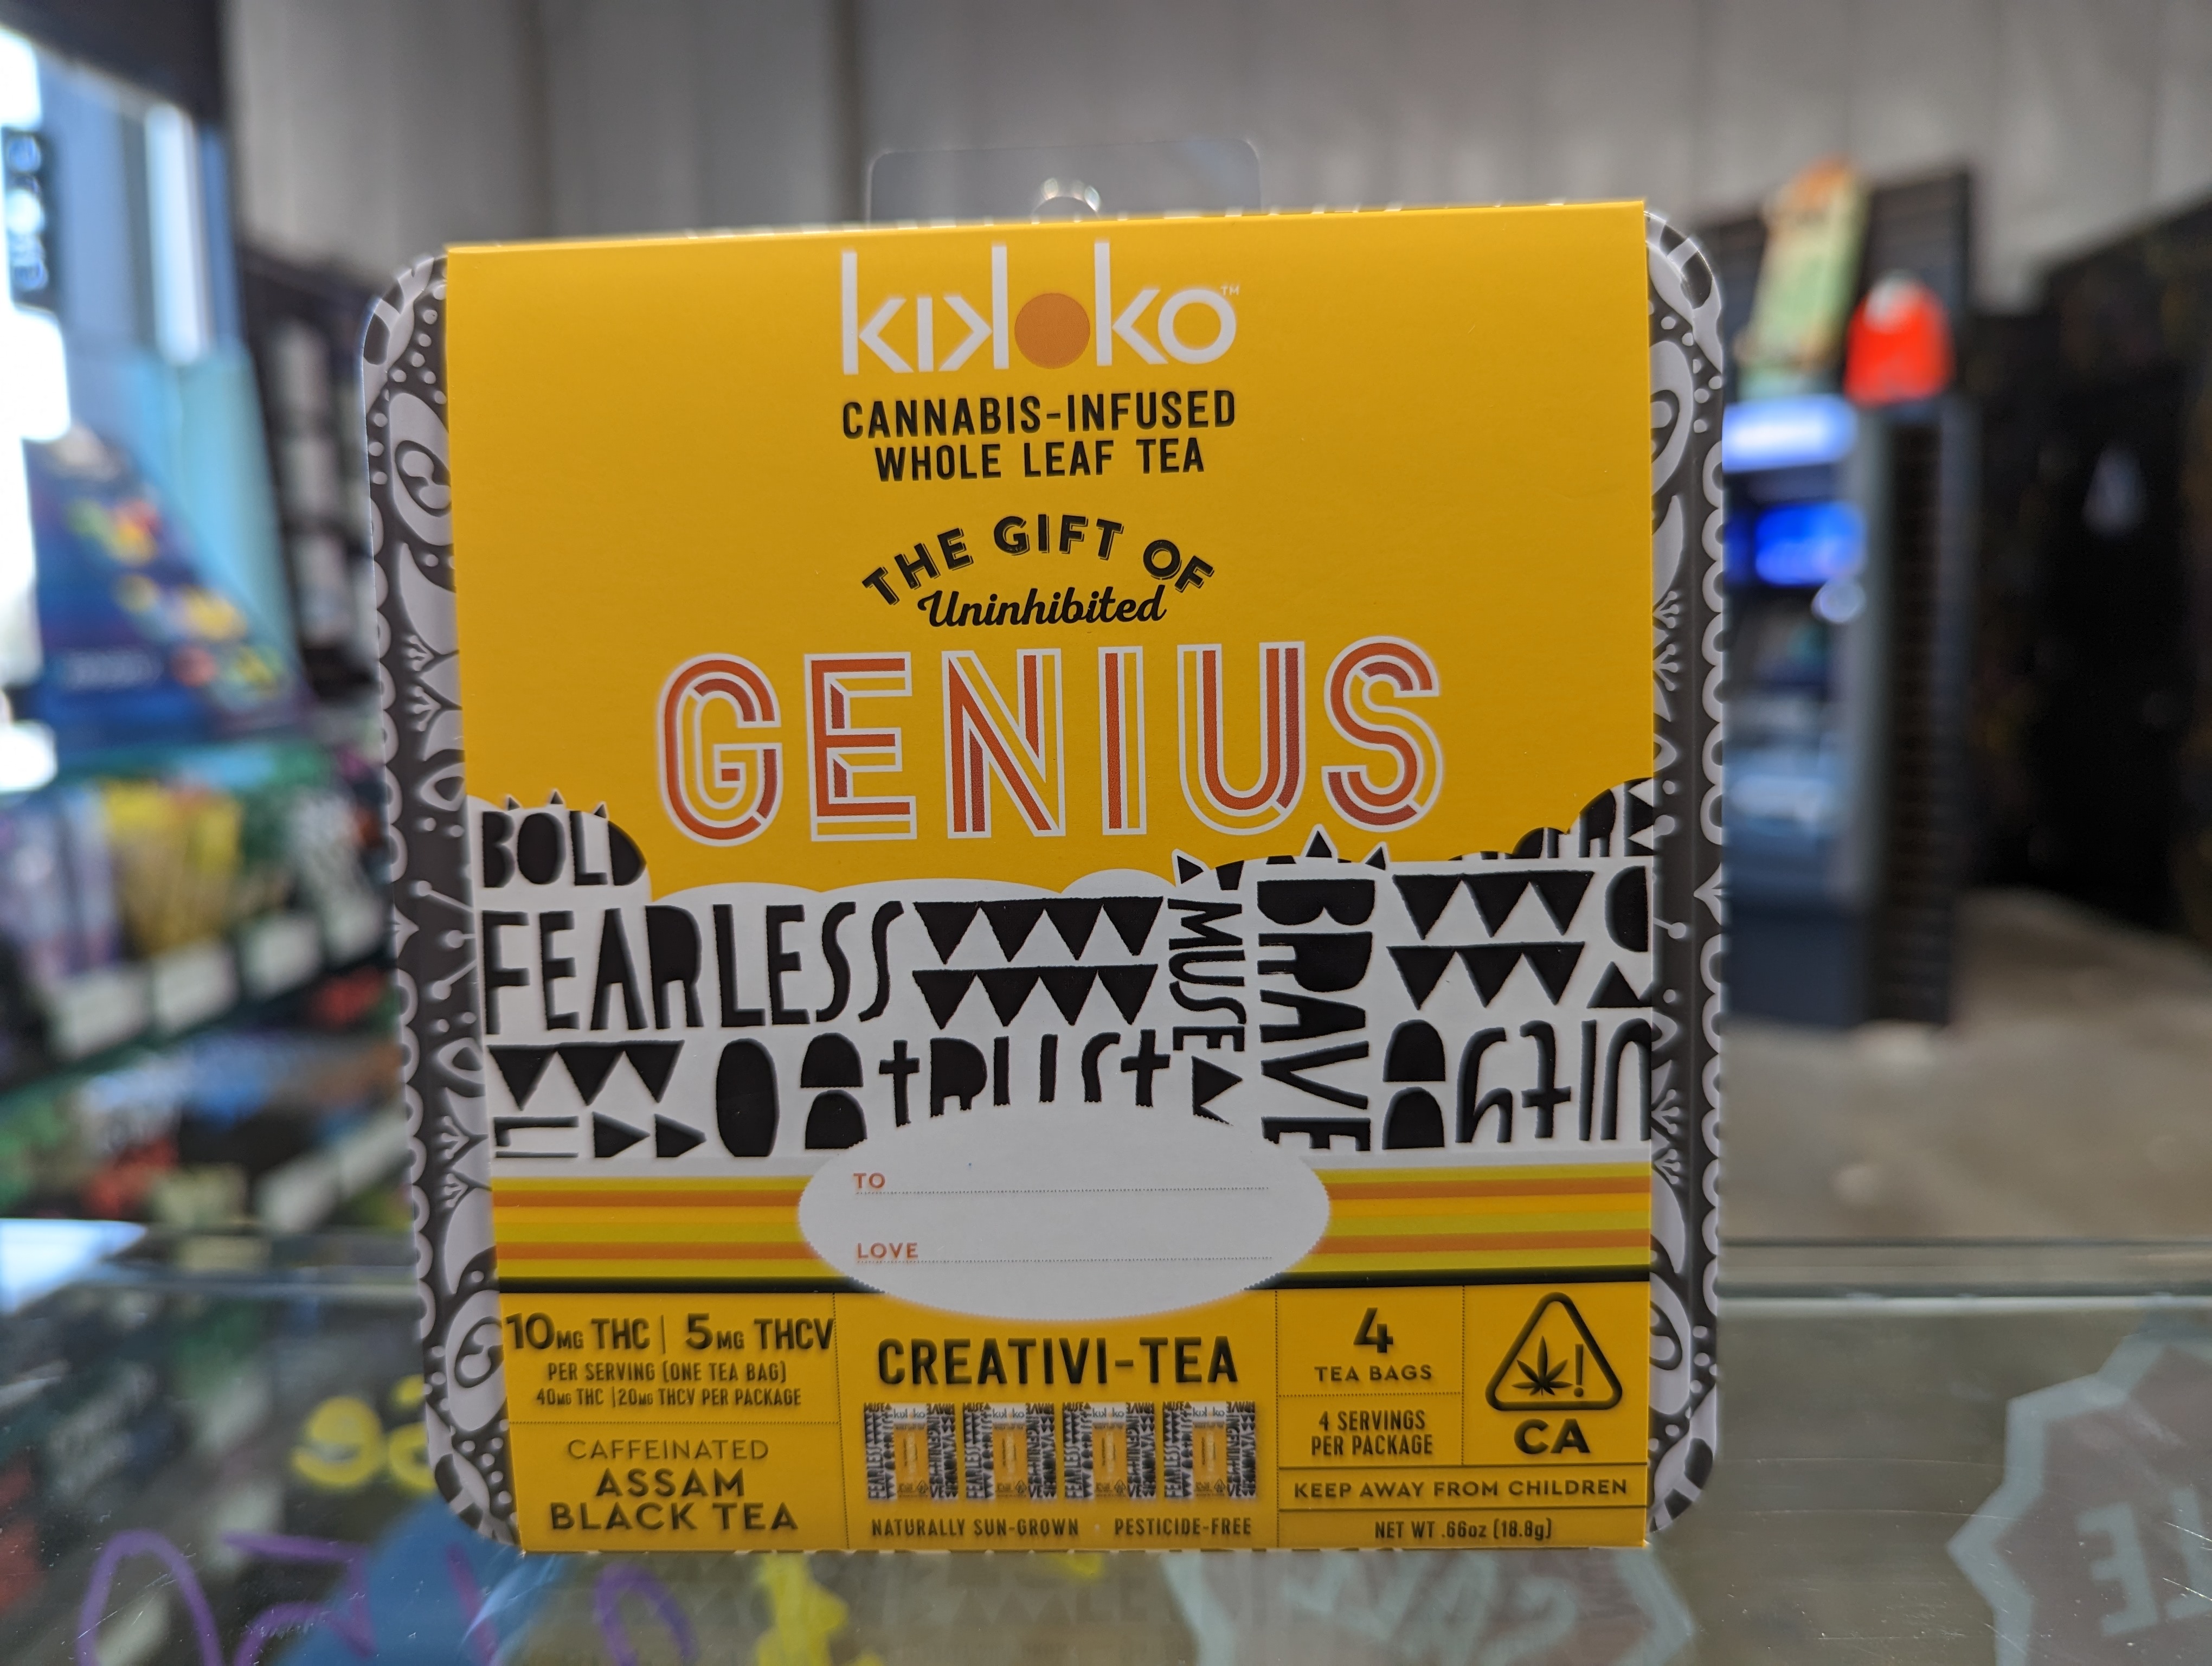 kikoko™
CANNABIS-INFUSED
WHOLE LEAF TEA
THE GIFT OF
Uninhibited
GENIUS
BOLD
FEARLESS
MUSE
BRAVE
TO
LOVE
10MG THC | 5MG THCV
PER SERVING (ONE TEA BAG)
40MG THC | 20MG THCV PER PACKAGE
CAFFEINATED
ASSAM
BLACK TEA
CREATIVI-TEA
NATURALLY SUN-GROWN PESTICIDE-FREE
4
TEA BAGS
4 SERVINGS
PER PACKAGE
!
CA
KEEP AWAY FROM CHILDREN
NET WT .66oz (18.8g)